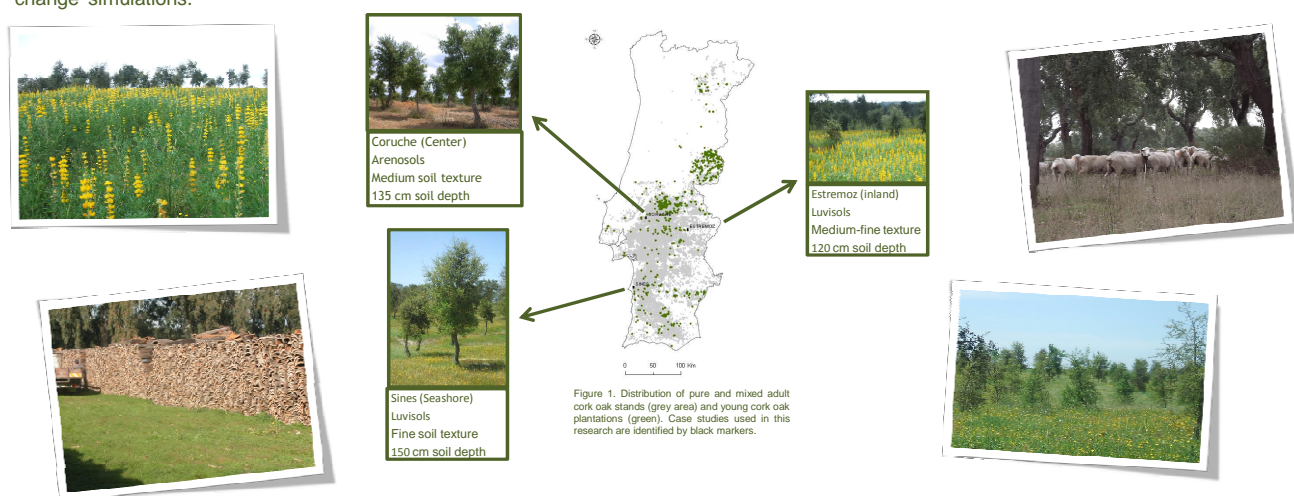 change simulations.
Coruche (Center)
Arenosols
Medium soil texture
135 cm soil depth
Estremoz (inland)
Luvisols
Medium-fine texture
120 cm soil depth
ESTREMOZ
Sines (Seashore)
Luvisols
Fine soil texture
150 cm soil depth
0 50 100 Km
Figure 1. Distribution of pure and mixed adult
cork oak stands (grey area) and young cork oak
plantations (green). Case studies used in this
research are identified by black markers.